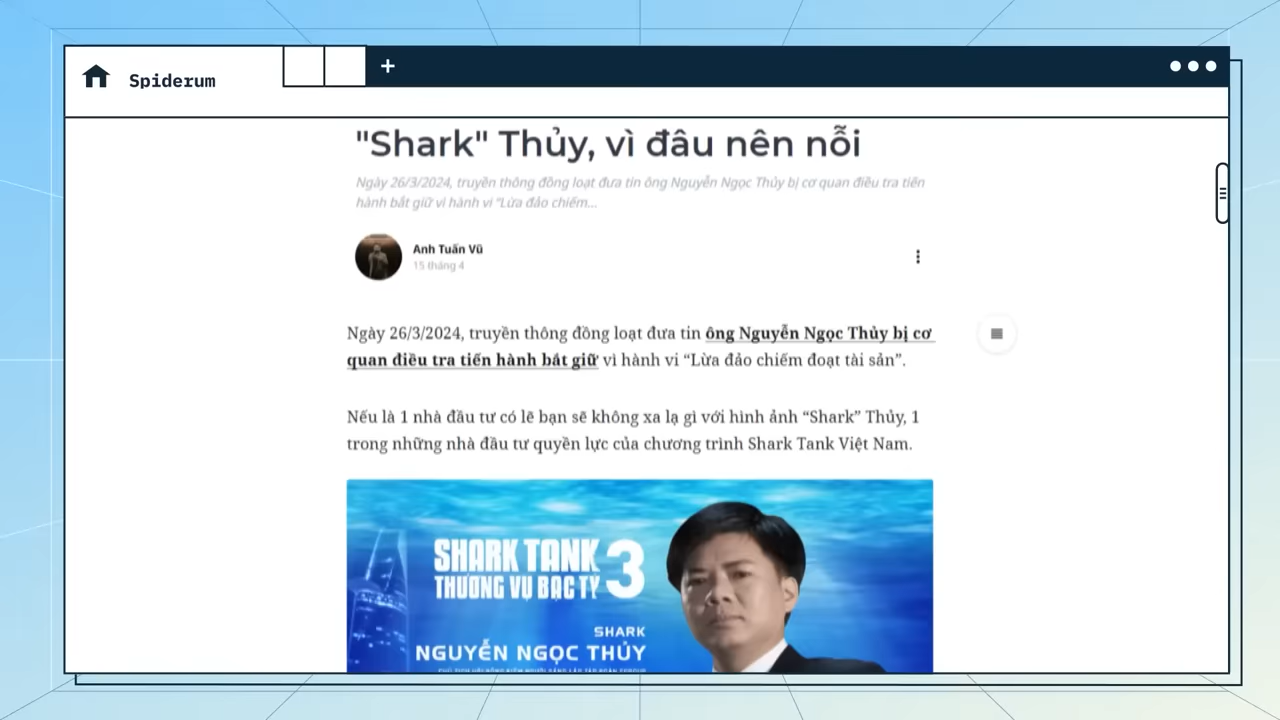 Spiderum
"Shark" Thủy, vì đâu nên nỗi
Ngày 26/3/2024, truyền thông đồng loạt đưa tin ông Nguyễn Ngọc Thủy bị cơ quan điều tra tiến
hành bắt giữ vì hành vi "Lừa đảo chiếm...
Anh Tuấn Vũ
15 tháng 4
Ngày 26/3/2024, truyền thông đồng loạt đưa tin ông Nguyễn Ngọc Thủy bị cơ
quan điều tra tiến hành bắt giữ vì hành vi “Lừa đảo chiếm đoạt tài sản”.
Nếu là 1 nhà đầu tư có lẽ bạn sẽ không xa lạ gì với hình ảnh “Shark” Thủy, 1
trong những nhà đầu tư quyền lực của chương trình Shark Tank Việt Nam.
SHARK TANK 3
THƯƠNG VỤ BẠC TỶ
SHARK
NGUYỄN NGỌC THỦY